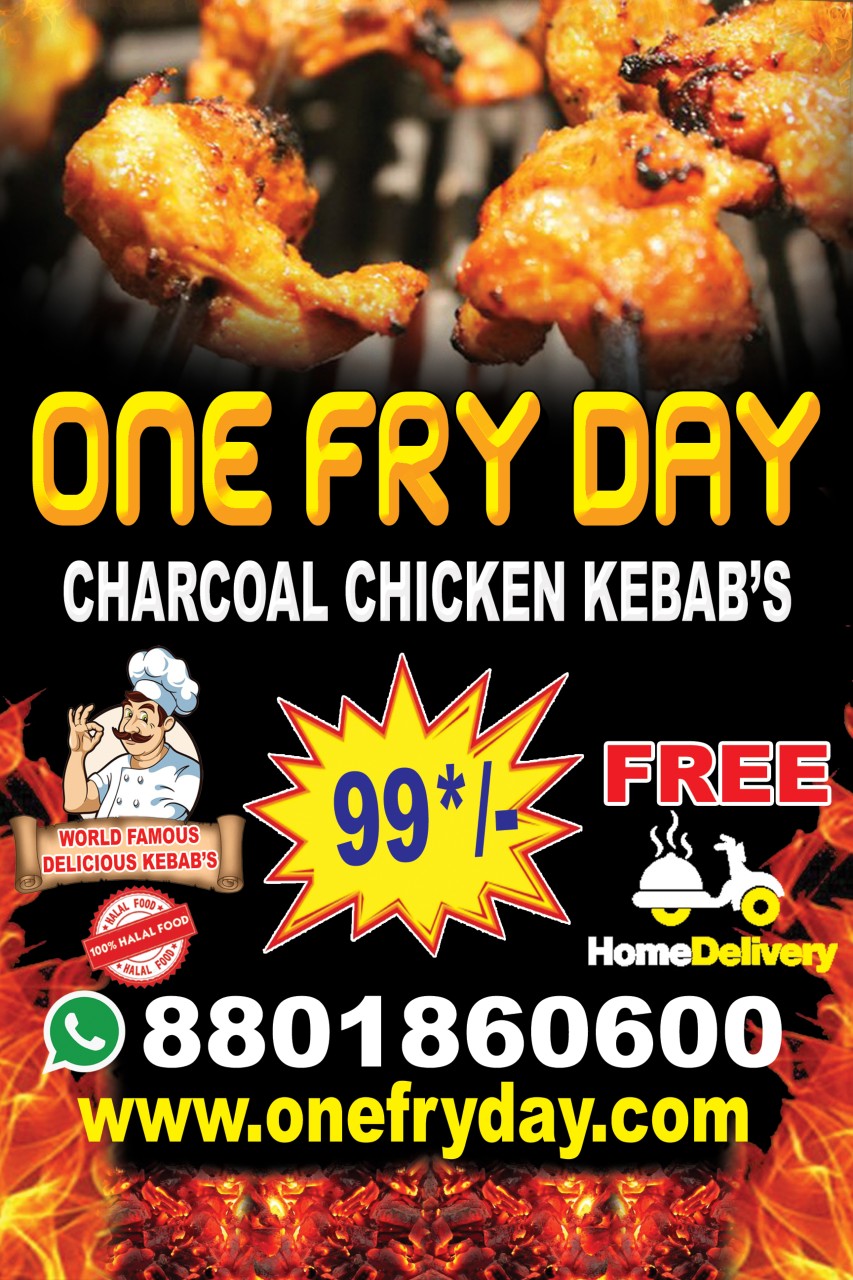 ONE FRY DAY
CHARCOAL CHICKEN KEBAB'S
99*/-
WORLD FAMOUS
DELICIOUS KEBAB'S
HALAL FOOD
100% HALAL FOOD
HALAL FOOD
FREE
HomeDelivery
8801860600
www.onefryday.com